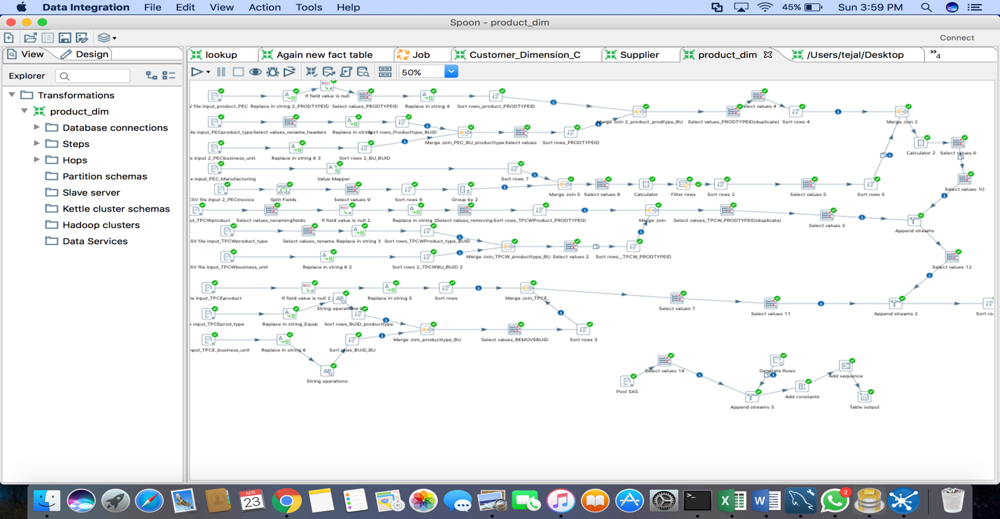 Data Integration File Edit View Action Tools Help 45% Sun 3:59 PM
Spoon - product_dim
Connect
View Design
lookup Again new fact table Job Customer_Dimension_C Supplier product_dim /Users/tejal/Desktop »4
Explorer
50%
Transformations
product_dim
Database connections
Steps
Hops
Partition schemas
Slave server
Kettle cluster schemas
Hadoop clusters
Data Services
If field value is null Select values 4
V file input_product_PEC Replace in string 2_PRODTYPEID Select values_PRODTYPEID Replace in string 4 Sort rows_product_PRODTYPEID
Merge Join 2_product_prodtype_BU Select values_PRODTYPEID(duplicate) Sort rows 4 Merge Join 2
ile input_PECproduct_type Select values_rename_headers Replace in string Sort rows_Producttype_BUID
Merge Join_PEC_BU_producttype Select values Sort rows_PRODTYPEID
Calculator 2 Select values 6
e input 2_PECbusiness_unit Replace in string 6 3 Sort rows 2_BU_BUID
e input_PEC_Manufacturing Value Mapper Sort rows 7
Select values 10
Merge Join 5 Select values 8 Calculator Filter rows Sort rows 2 Select values 5 Sort rows 5
CSV file input 2_PECinvoice Split Fields Select values 9 Sort rows 8 Group by 2
ut_TPCWproduct Select values_renamingfields If field value is null 2 Replace in string 2 Select values_removing Sort rows_TPCWProduct_PRODTYPEID Merge Join Select values_TPCW_PRODTYPEID(duplicate)
Select values 3
Append streams
SV file input_TPCWproduct_type Select values_rename Replace in string 3 Sort rows_TPCWProduct_type_BUID
Merge Join_TPCW_producttype_BU Select values 2 Sort rows__TPCW_PRODTYPEID
SV file input_TPCWbusiness_unit Replace in string 6 2 Sort rows 2_TPCWBU_BUID 2
Select values 12
le input_TPCEproduct If field value is null 2 Replace in string 5 Sort rows Merge Join_TPCE_
String operations 2 Select values 7
Select values 11 Append streams 2 Sort rov
e input_TPCEprod_type Replace in string_Equip Sort rows_BUID_producttype
Merge Join_producttype_BU Select values_REMOVEBUID Sort rows 3
nput_TPCE_business_unit Replace in string 6 Sort rows_BUID_BU
String operations
Select values 14 Generate Rows
Add sequence
Post SAS
Add constants
Append streams 3 Table output
APR
23
2